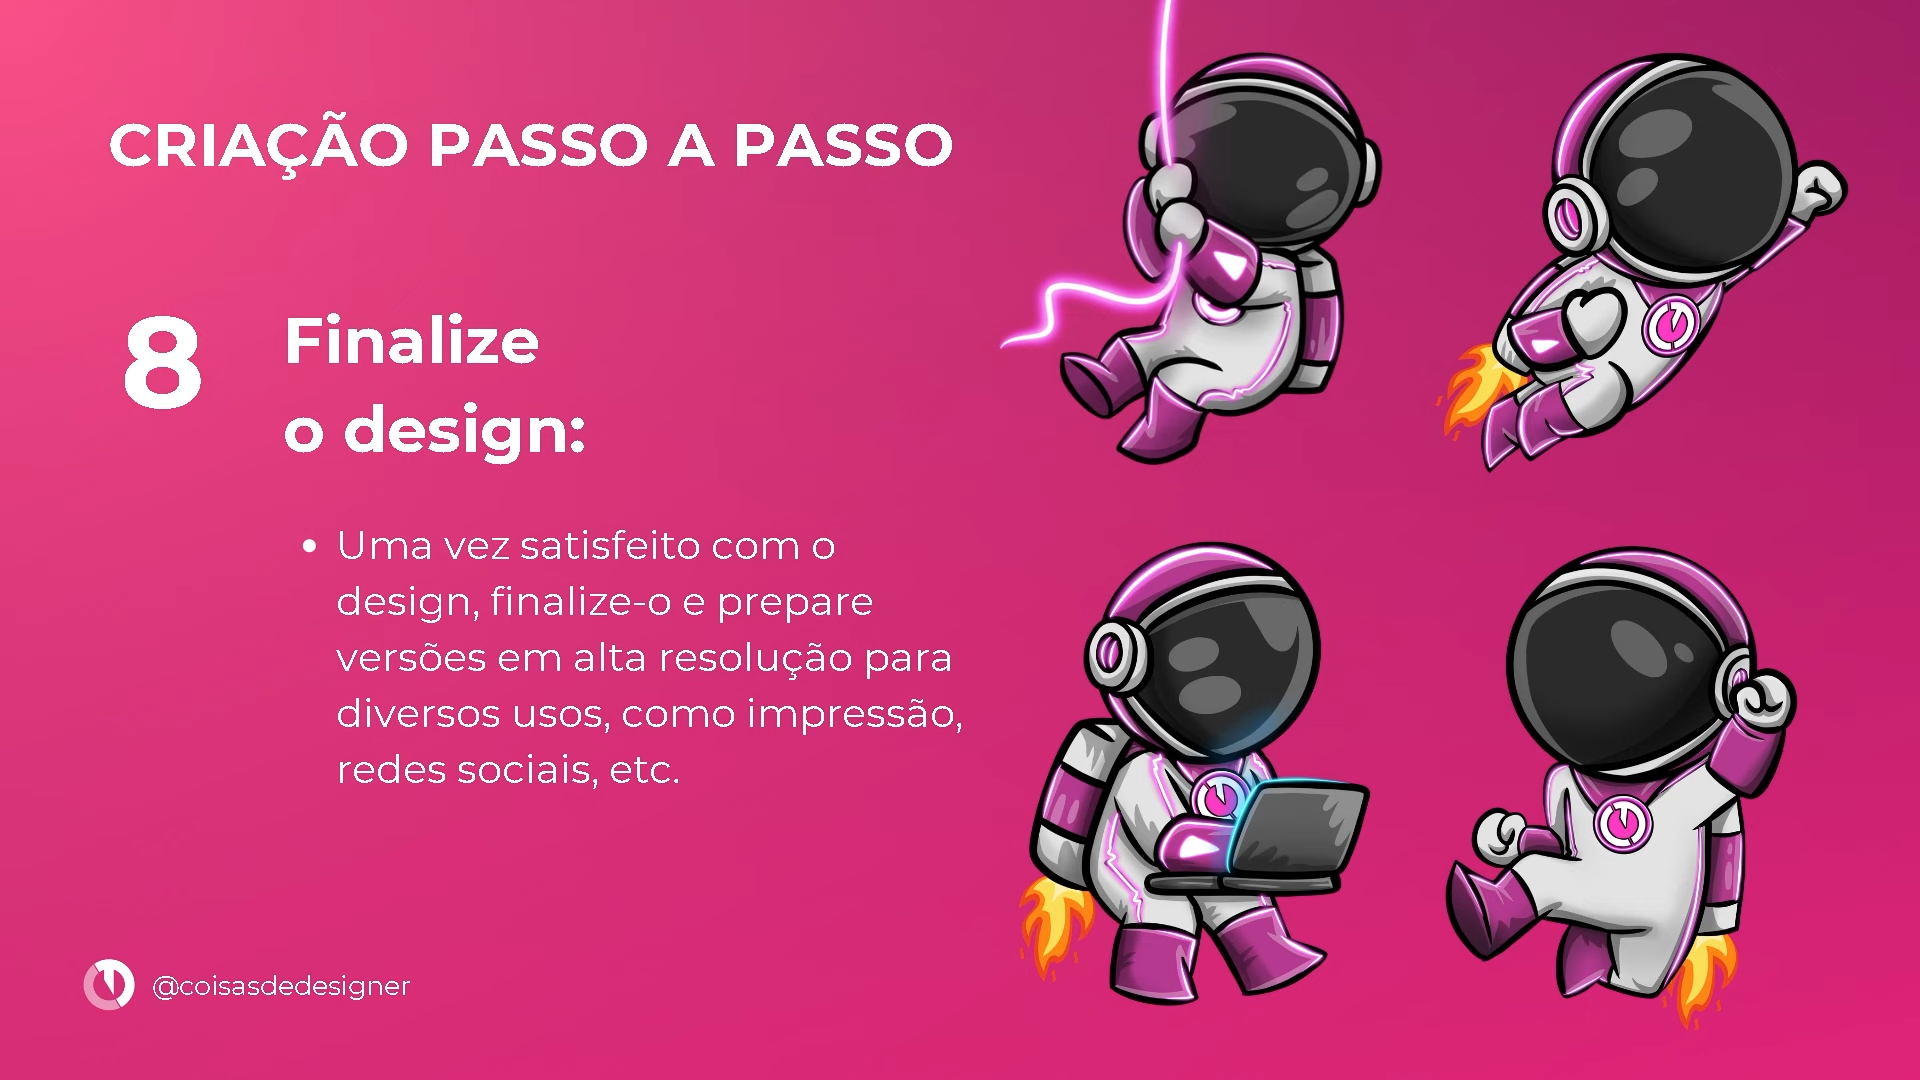 CRIAÇÃO PASSO A PASSO
8
Finalize
o design:
• Uma vez satisfeito com o
design, finalize-o e prepare
versões em alta resolução para
diversos usos, como impressão,
redes sociais, etc.
@coisasdedesigner